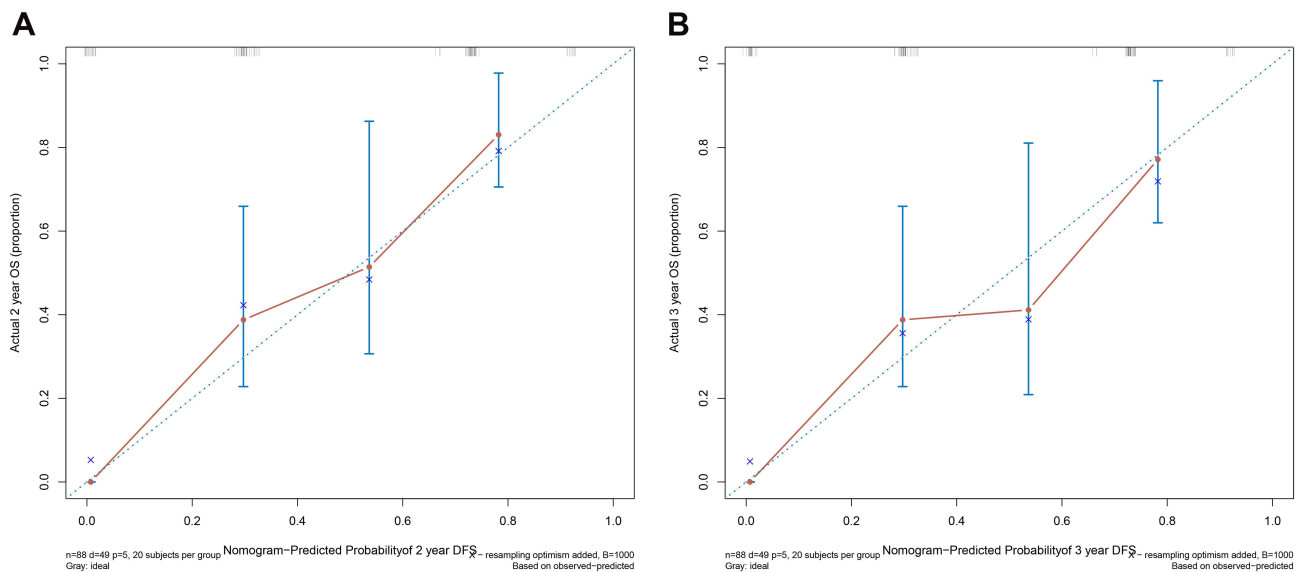 A
Actual 2 year OS (proportion)
1.0
0.8
0.6
0.4
0.2
0.0
0.0 0.2 0.4 0.6 0.8 1.0
Nomogram−Predicted Probabilityof 2 year DFS
n=88 d=49 p=5, 20 subjects per group
Gray: ideal
X − resampling optimism added, B=1000
Based on observed−predicted
B
Actual 3 year OS (proportion)
1.0
0.8
0.6
0.4
0.2
0.0
0.0 0.2 0.4 0.6 0.8 1.0
Nomogram−Predicted Probabilityof 3 year DFS
n=88 d=49 p=5, 20 subjects per group
Gray: ideal
X − resampling optimism added, B=1000
Based on observed−predicted